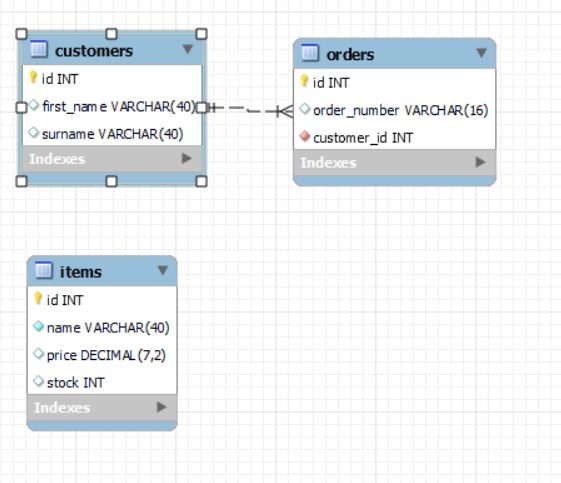 customers
id INT
first_name VARCHAR(40)
surname VARCHAR(40)
Indexes
orders
id INT
order_number VARCHAR(16)
customer_id INT
Indexes
items
id INT
name VARCHAR(40)
price DECIMAL(7,2)
stock INT
Indexes